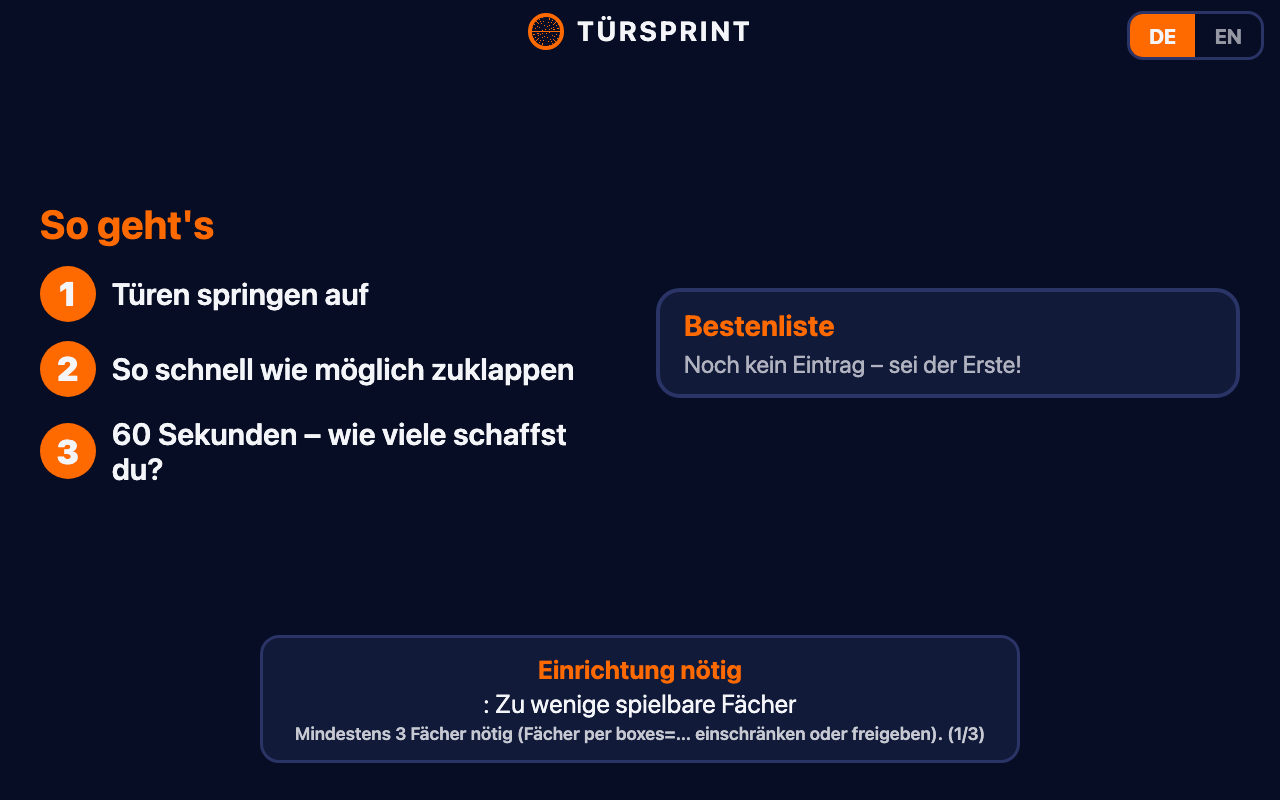 TÜRSPRINT
DE
EN
So geht's
1
Türen springen auf
2
So schnell wie möglich zuklappen
3
60 Sekunden – wie viele schaffst
du?
Bestenliste
Noch kein Eintrag – sei der Erste!
Einrichtung nötig
: Zu wenige spielbare Fächer
Mindestens 3 Fächer nötig (Fächer per boxes=... einschränken oder freigeben). (1/3)